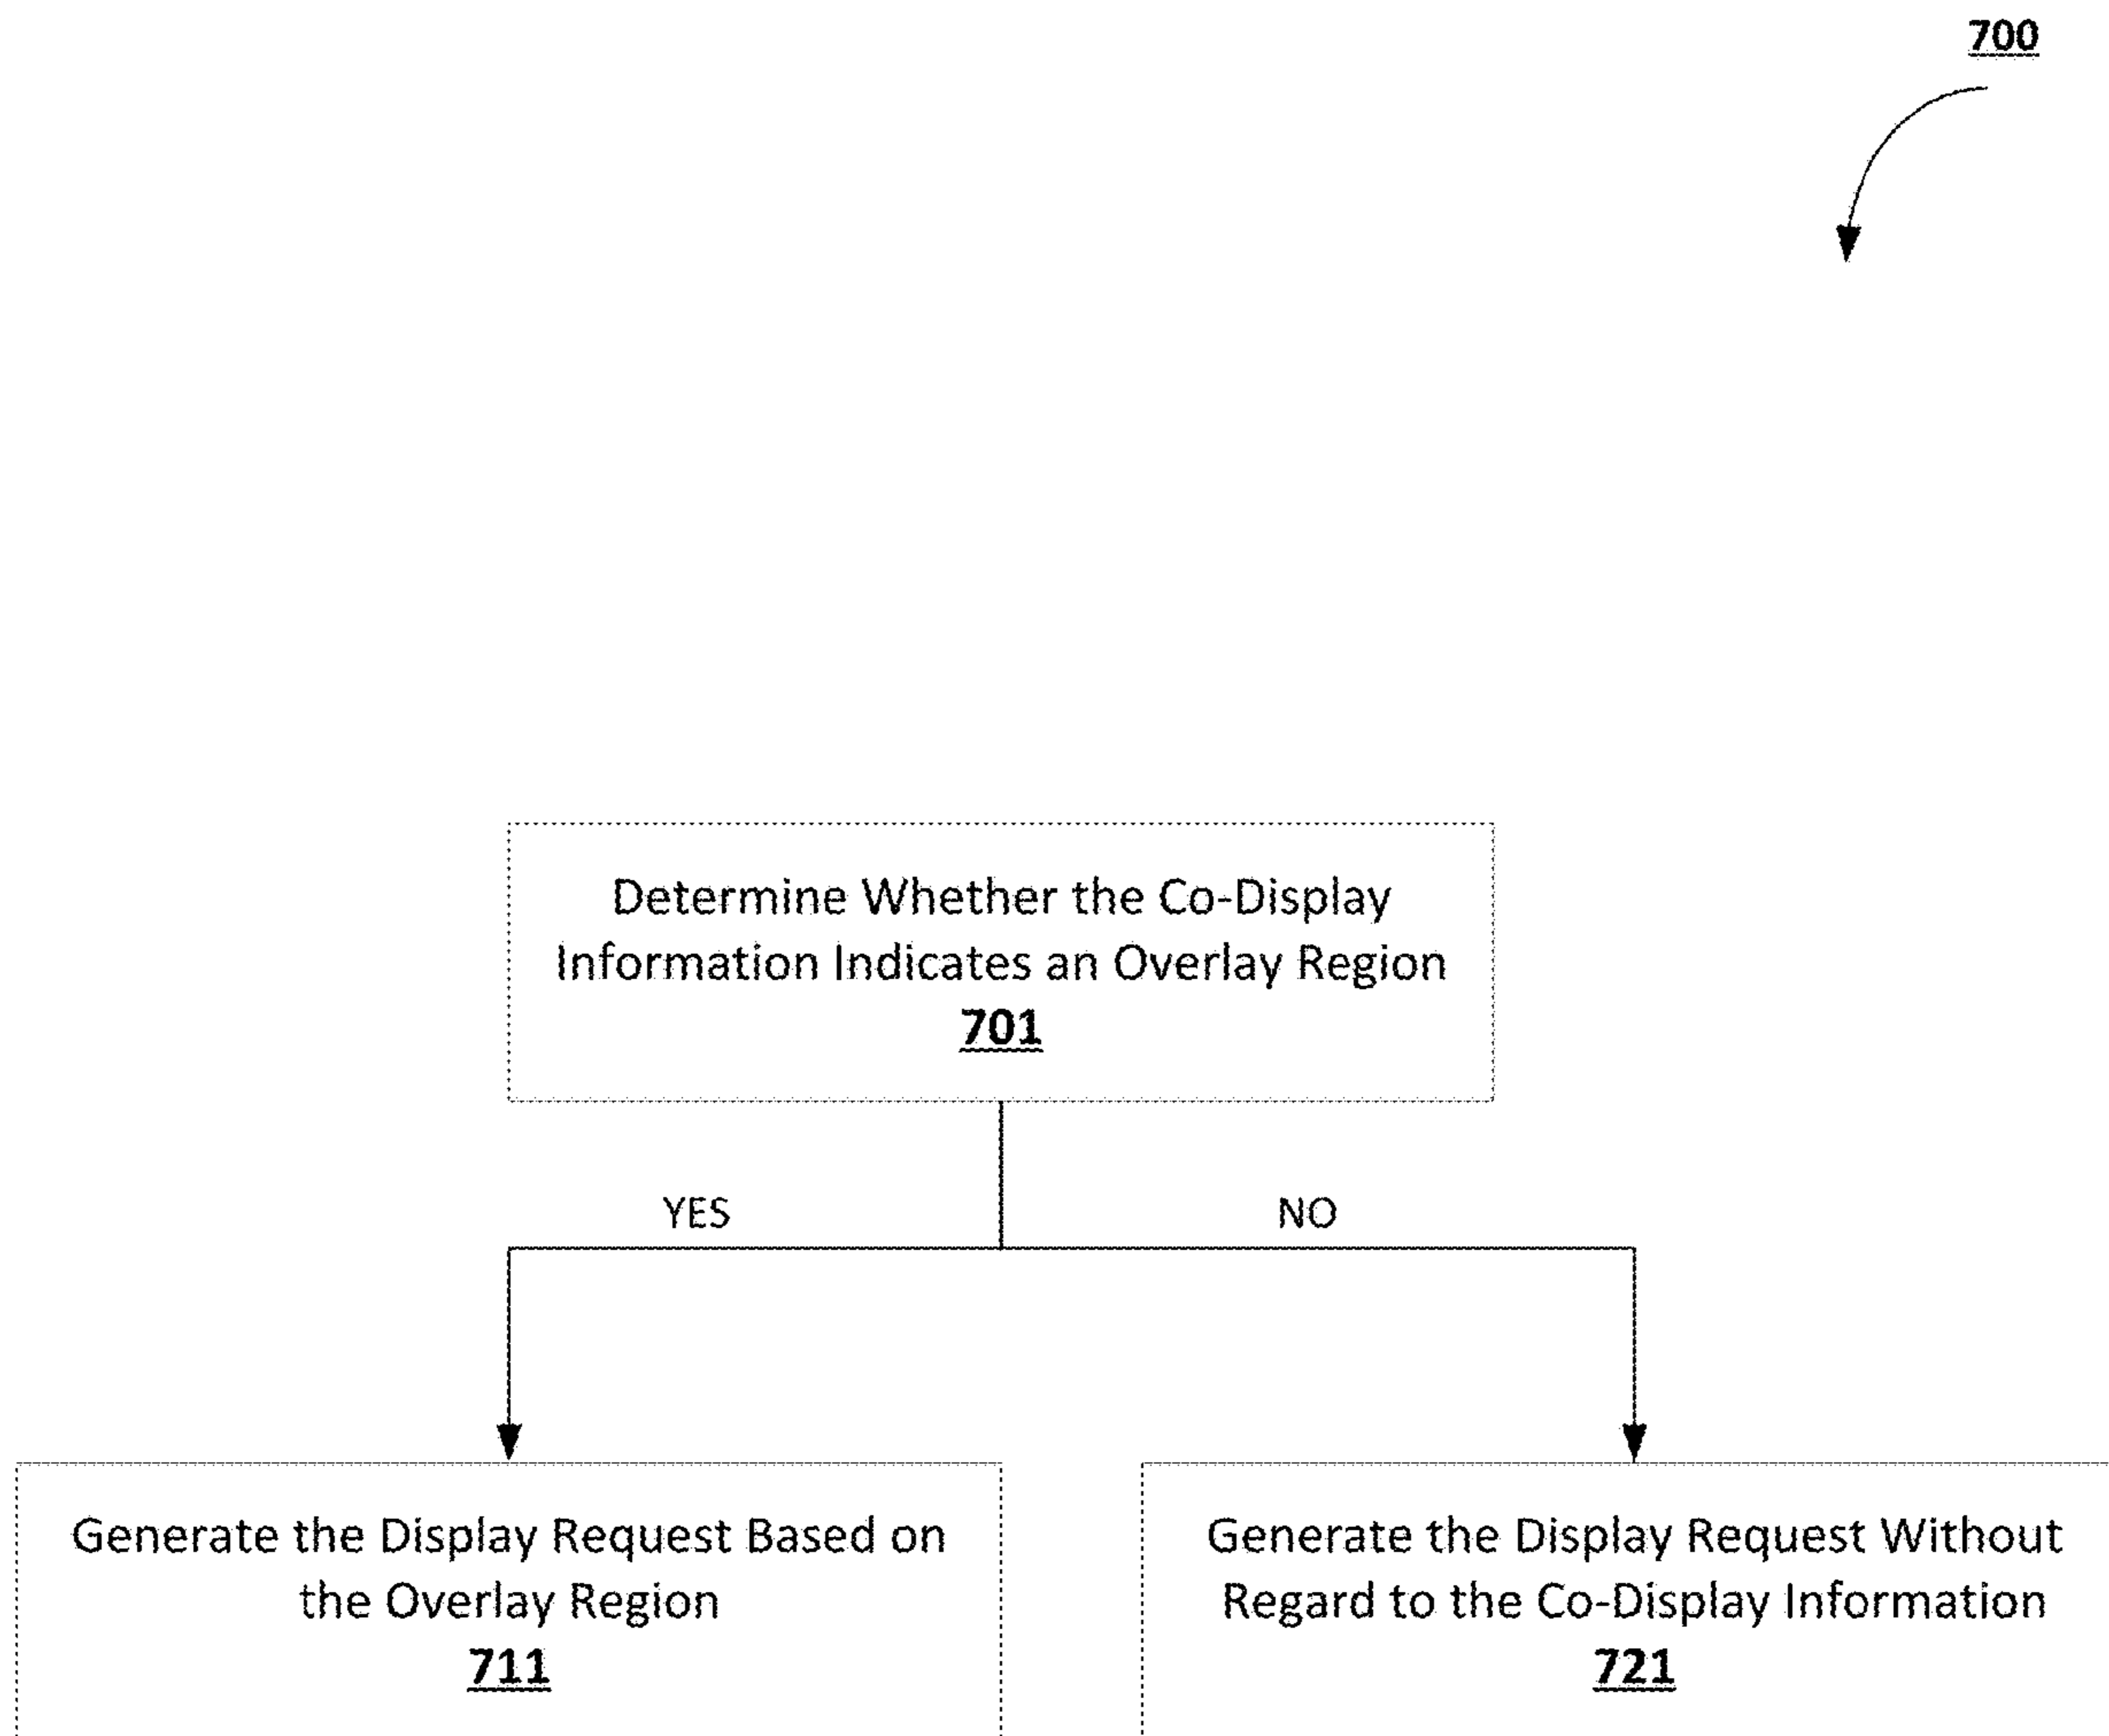 700
Determine Whether the Co-Display
Information Indicates an Overlay Region
701
YES
NO
Generate the Display Request Based on
the Overlay Region
711
Generate the Display Request Without
Regard to the Co-Display Information
721